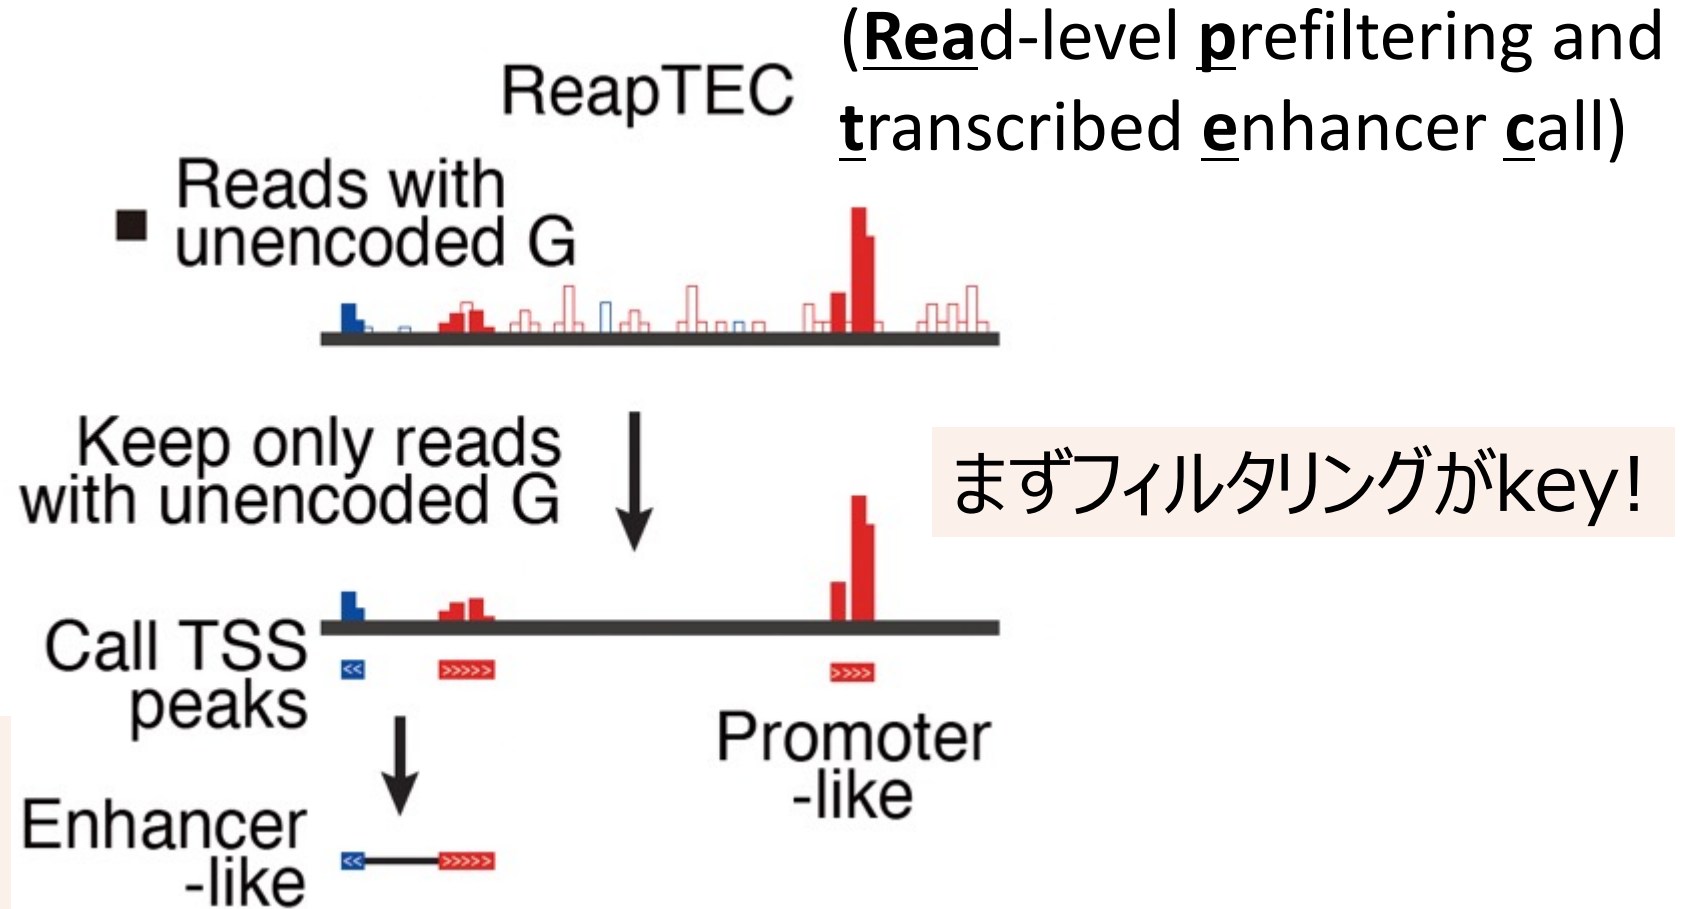 ReapTEC
(Read-level prefiltering and
transcribed enhancer call)
Reads with
unencoded G
Keep only reads
with unencoded G
まずフィルタリングがkey!
Call TSS
peaks
<<
>>>>>
>>>>
Promoter
-like
Enhancer
-like
<<
>>>>>